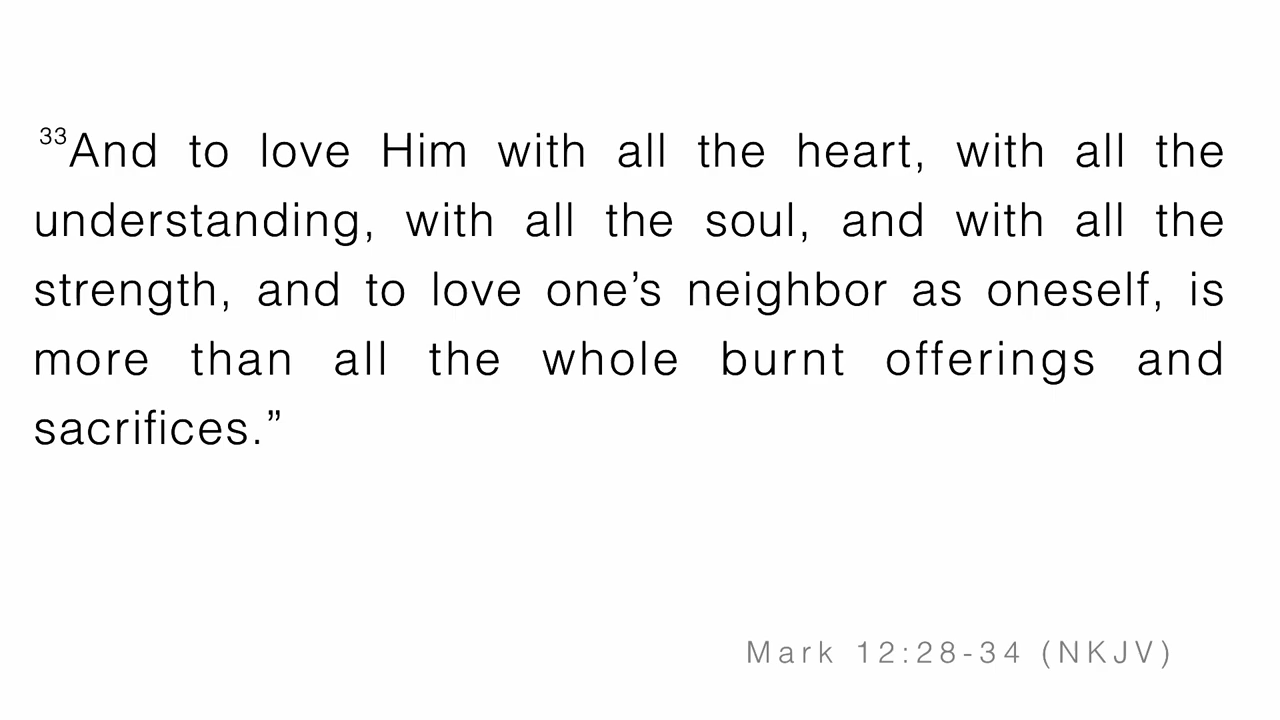 33And to love Him with all the heart, with all the
understanding, with all the soul, and with all the
strength, and to love one’s neighbor as oneself, is
more than all the whole burnt offerings and
sacrifices.”
Mark 12:28-34 (NKJV)